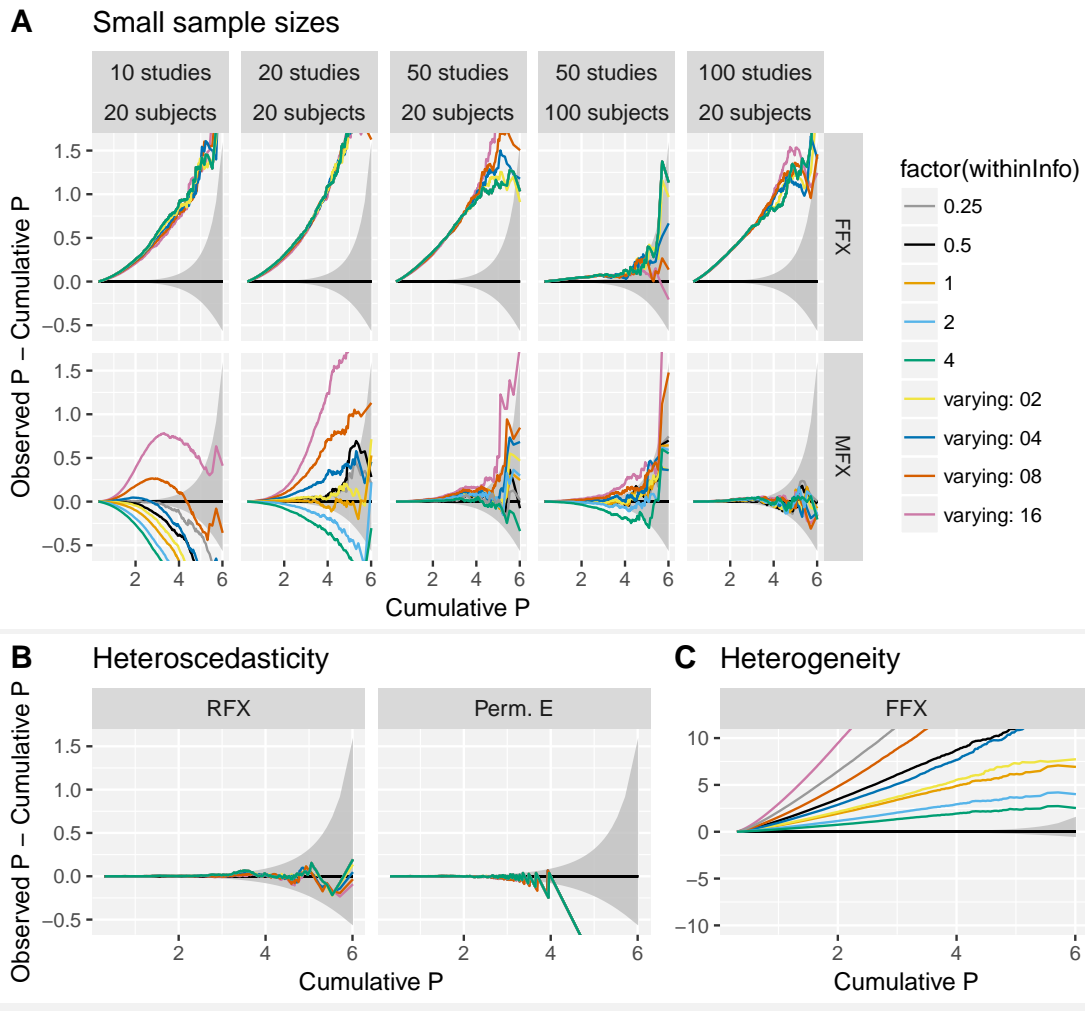 A Small sample sizes
10 studies 20 studies 50 studies 50 studies 100 studies
20 subjects 20 subjects 20 subjects 100 subjects 20 subjects
1.5
1.0
0.5
0.0
−0.5
FFX
1.5
1.0
0.5
0.0
−0.5
MFX
2 4 6 2 4 6 2 4 6 2 4 6 2 4 6
Observed P − Cumulative P
Cumulative P
factor(withinInfo)
0.25
0.5
1
2
4
varying: 02
varying: 04
varying: 08
varying: 16
B Heteroscedasticity
RFX Perm. E
1.5
1.0
0.5
0.0
−0.5
2 4 6 2 4 6
Observed P − Cumulative P
Cumulative P
C Heterogeneity
FFX
10
5
0
−5
−10
2 4 6
Cumulative P